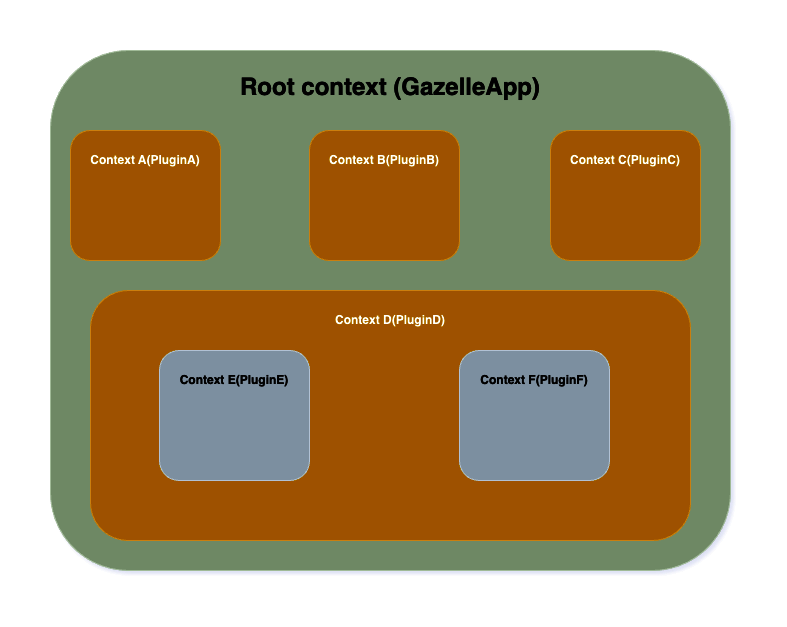 Root context (GazelleApp)
Context A(PluginA)
Context B(PluginB)
Context C(PluginC)
Context D(PluginD)
Context E(PluginE)
Context F(PluginF)